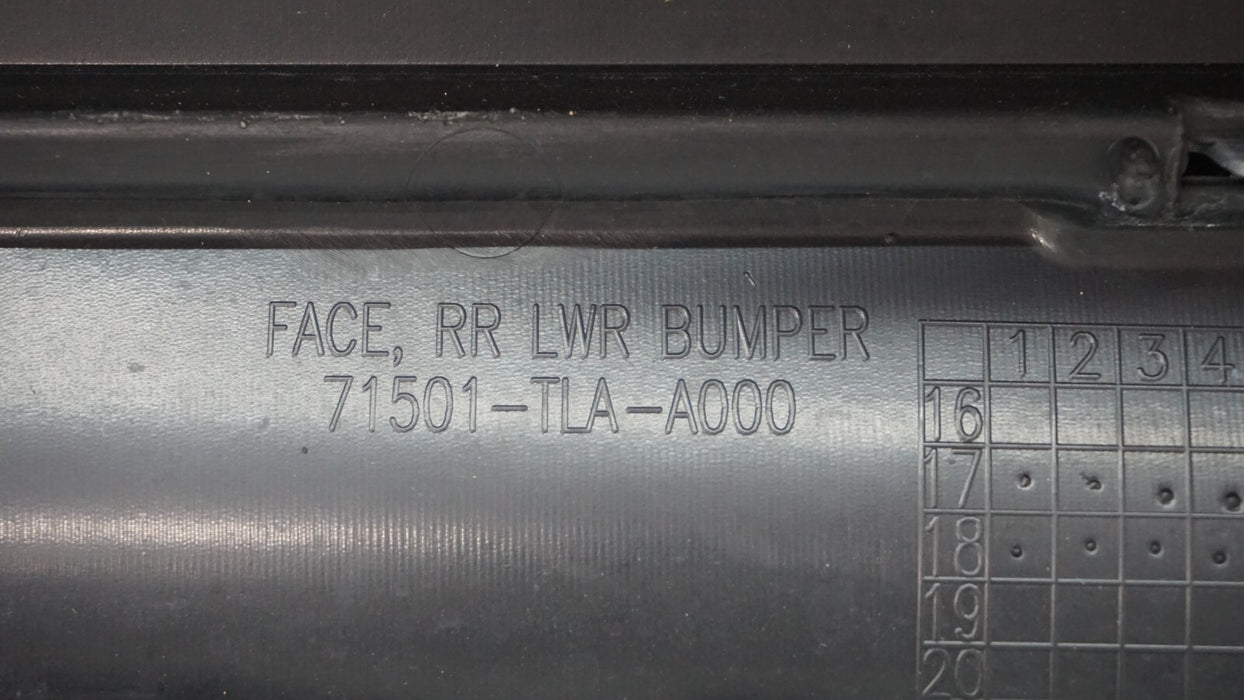 FACE, RR LWR BUMPER
71501-TLA-A000
1 2 3 4
16
17
18
19
20